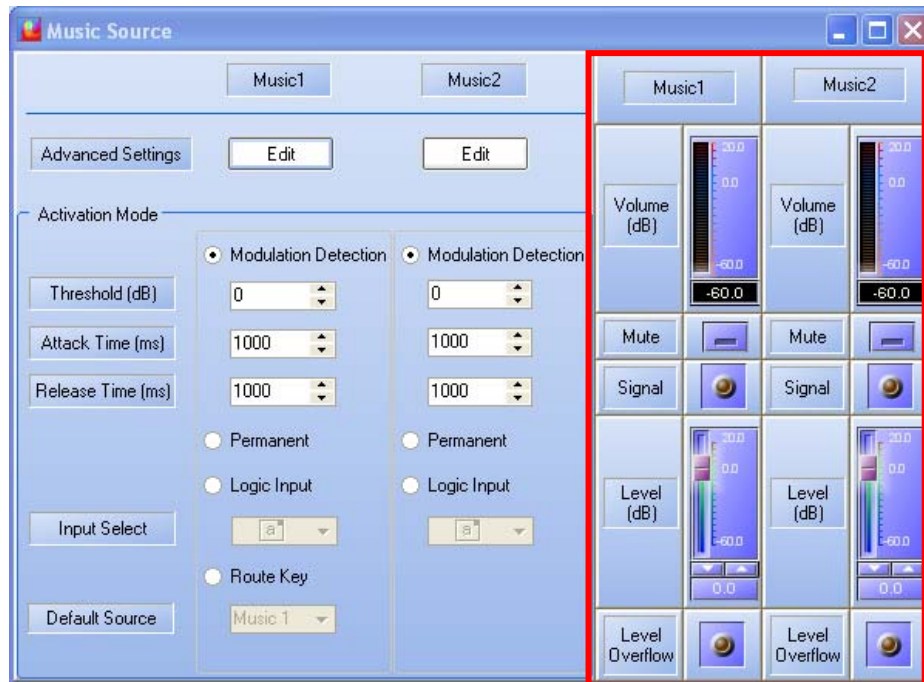 Music Source
Music1
Music2
Advanced Settings
Edit
Edit
Activation Mode
Modulation Detection
Modulation Detection
Threshold (dB)
0
0
Attack Time (ms)
1000
1000
Release Time (ms)
1000
1000
Permanent
Permanent
Logic Input
Logic Input
Input Select
a
a
Route Key
Default Source
Music 1
Music1
Music2
Volume
(dB)
20.0
0.0
-60.0
-60.0
Volume
(dB)
20.0
0.0
-60.0
-60.0
Mute
Mute
Signal
Signal
Level
(dB)
20.0
0.0
-60.0
0.0
Level
(dB)
20.0
0.0
-60.0
0.0
Level
Overflow
Level
Overflow